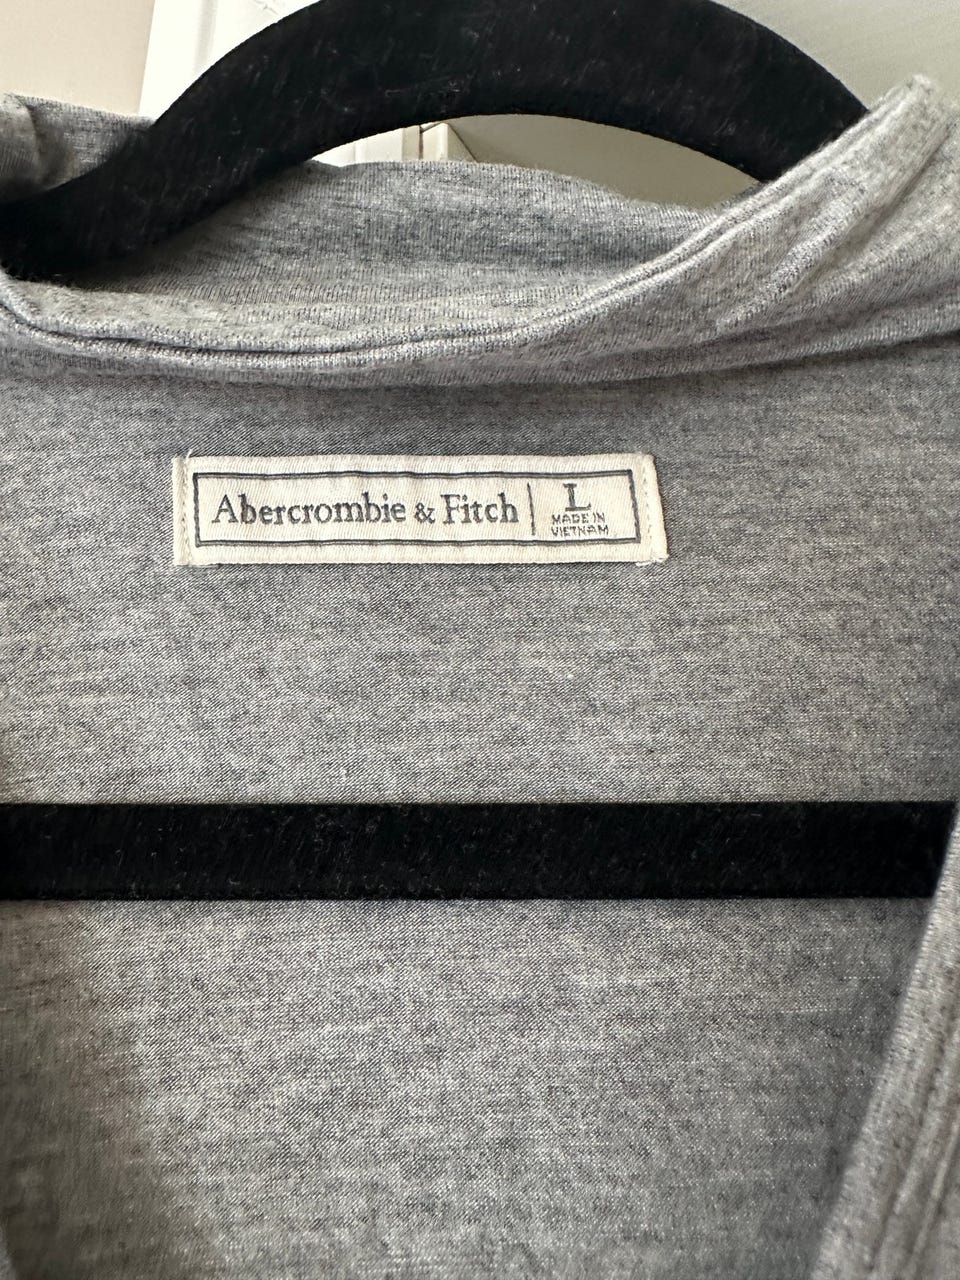 Abercrombie & Fitch
L
MADE IN
VIETNAM